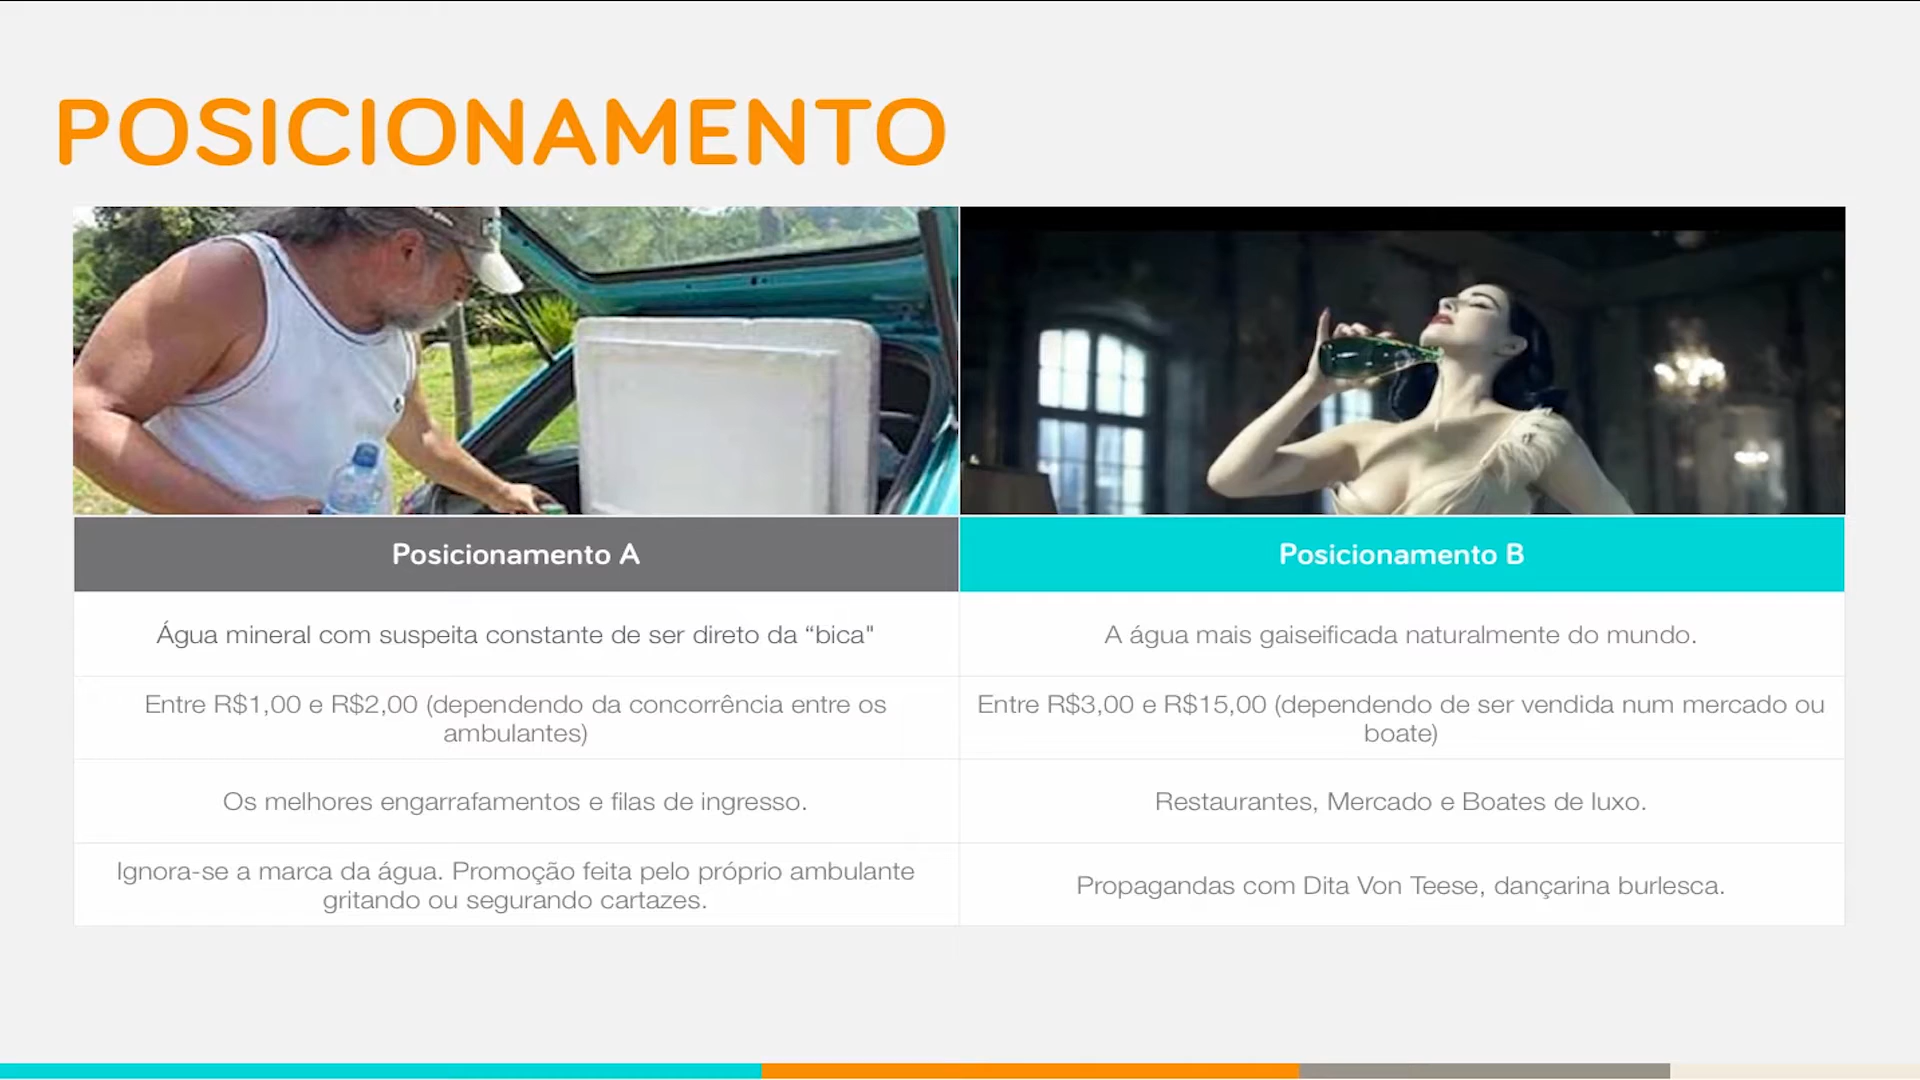 POSICIONAMENTO
Posicionamento A
Posicionamento B
Água mineral com suspeita constante de ser direto da “bica"
A água mais gaiseificada naturalmente do mundo.
Entre R$1,00 e R$2,00 (dependendo da concorrência entre os
ambulantes)
Entre R$3,00 e R$15,00 (dependendo de ser vendida num mercado ou
boate)
Os melhores engarrafamentos e filas de ingresso.
Restaurantes, Mercado e Boates de luxo.
Ignora-se a marca da água. Promoção feita pelo próprio ambulante
gritando ou segurando cartazes.
Propagandas com Dita Von Teese, dançarina burlesca.